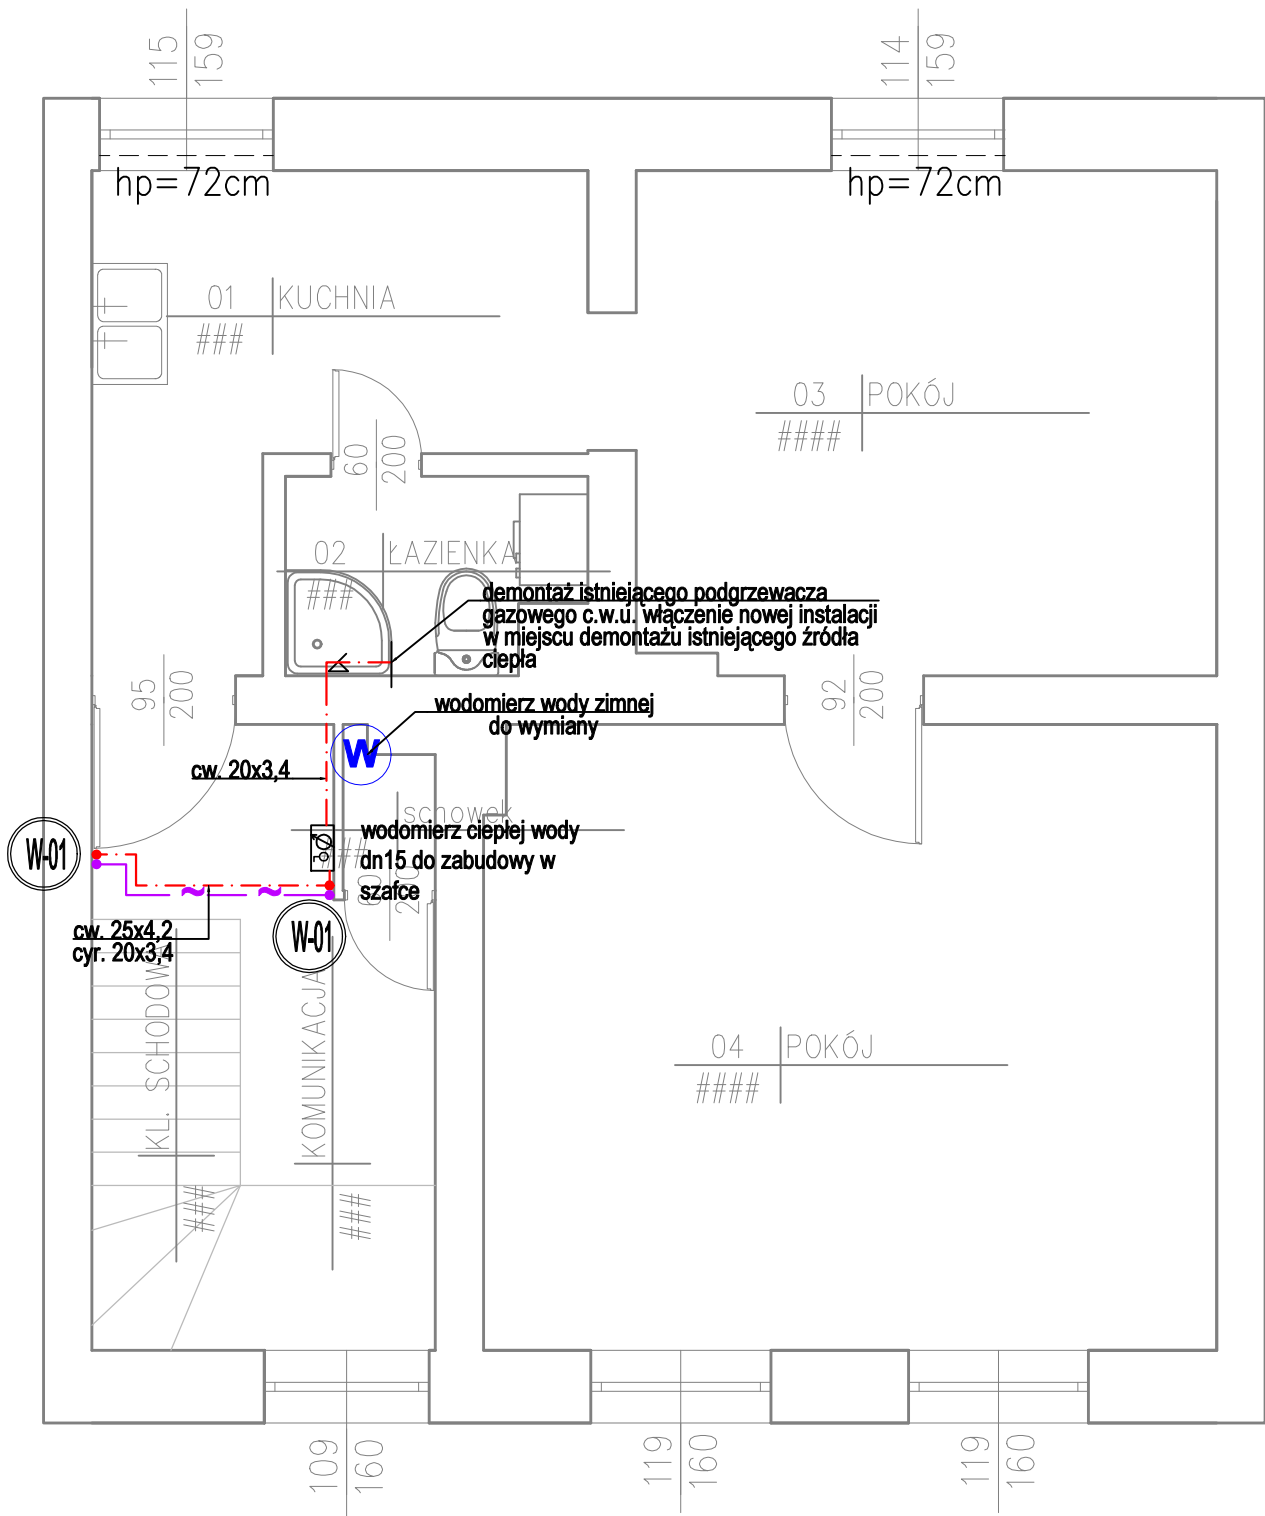 115
159
114
159
hp=72cm
hp=72cm
01 KUCHNIA
###
03 POKÓJ
####
60
200
02 ŁAZIENKA
###
demontaż istniejącego podgrzewacza
gazowego c.w.u. włączenie nowej instalacji
w miejscu demontażu istniejącego źródła
ciepła
95
200
92
200
wodomierz wody zimnej
do wymiany
W
cw. 20x3,4
schowek
###
wodomierz ciepłej wody
dn15 do zabudowy w
szafce
60
200
W-01
W-01
cw. 25x4,2
cyr. 20x3,4
KL. SCHODOWA
###
KOMUNIKACJA
###
04 POKÓJ
####
109
160
119
160
119
160